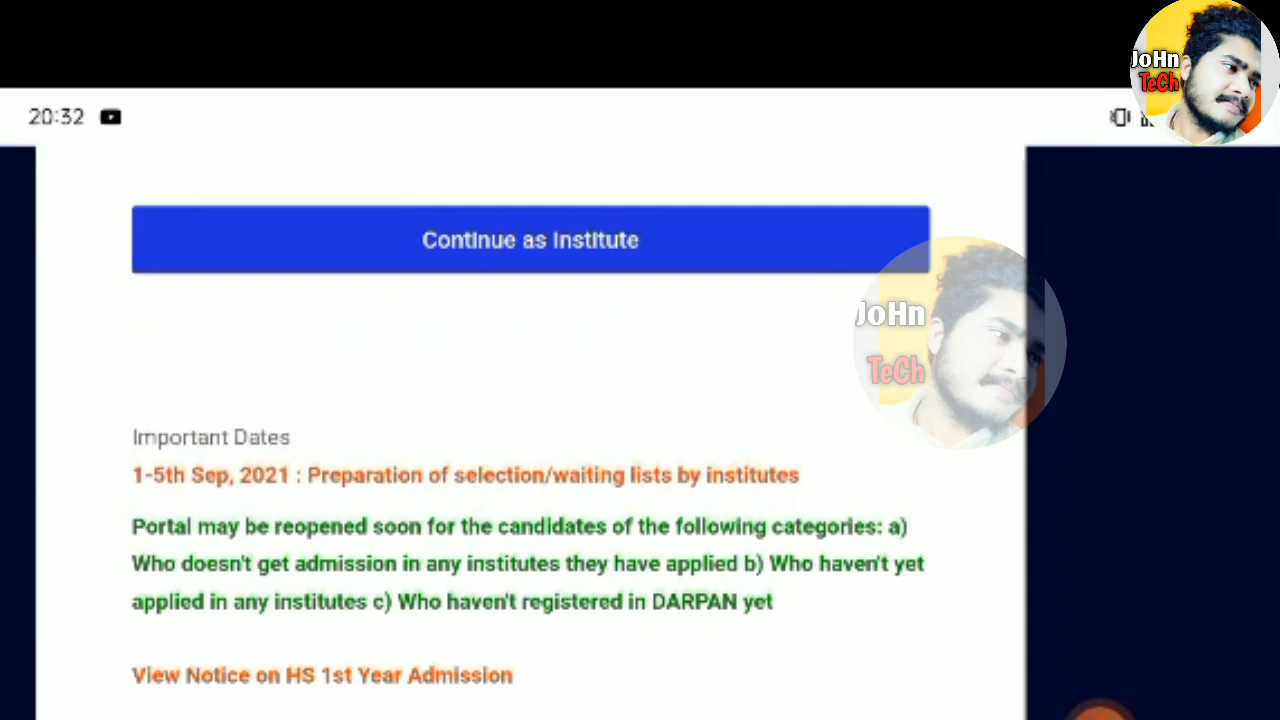 JoHn
TeCh
20:32
Continue as Institute
JoHn
TeCh
Important Dates
1-5th Sep, 2021 : Preparation of selection/waiting lists by institutes
Portal may be reopened soon for the candidates of the following categories: a)
Who doesn't get admission in any institutes they have applied b) Who haven't yet
applied in any institutes c) Who haven't registered in DARPAN yet
View Notice on HS 1st Year Admission